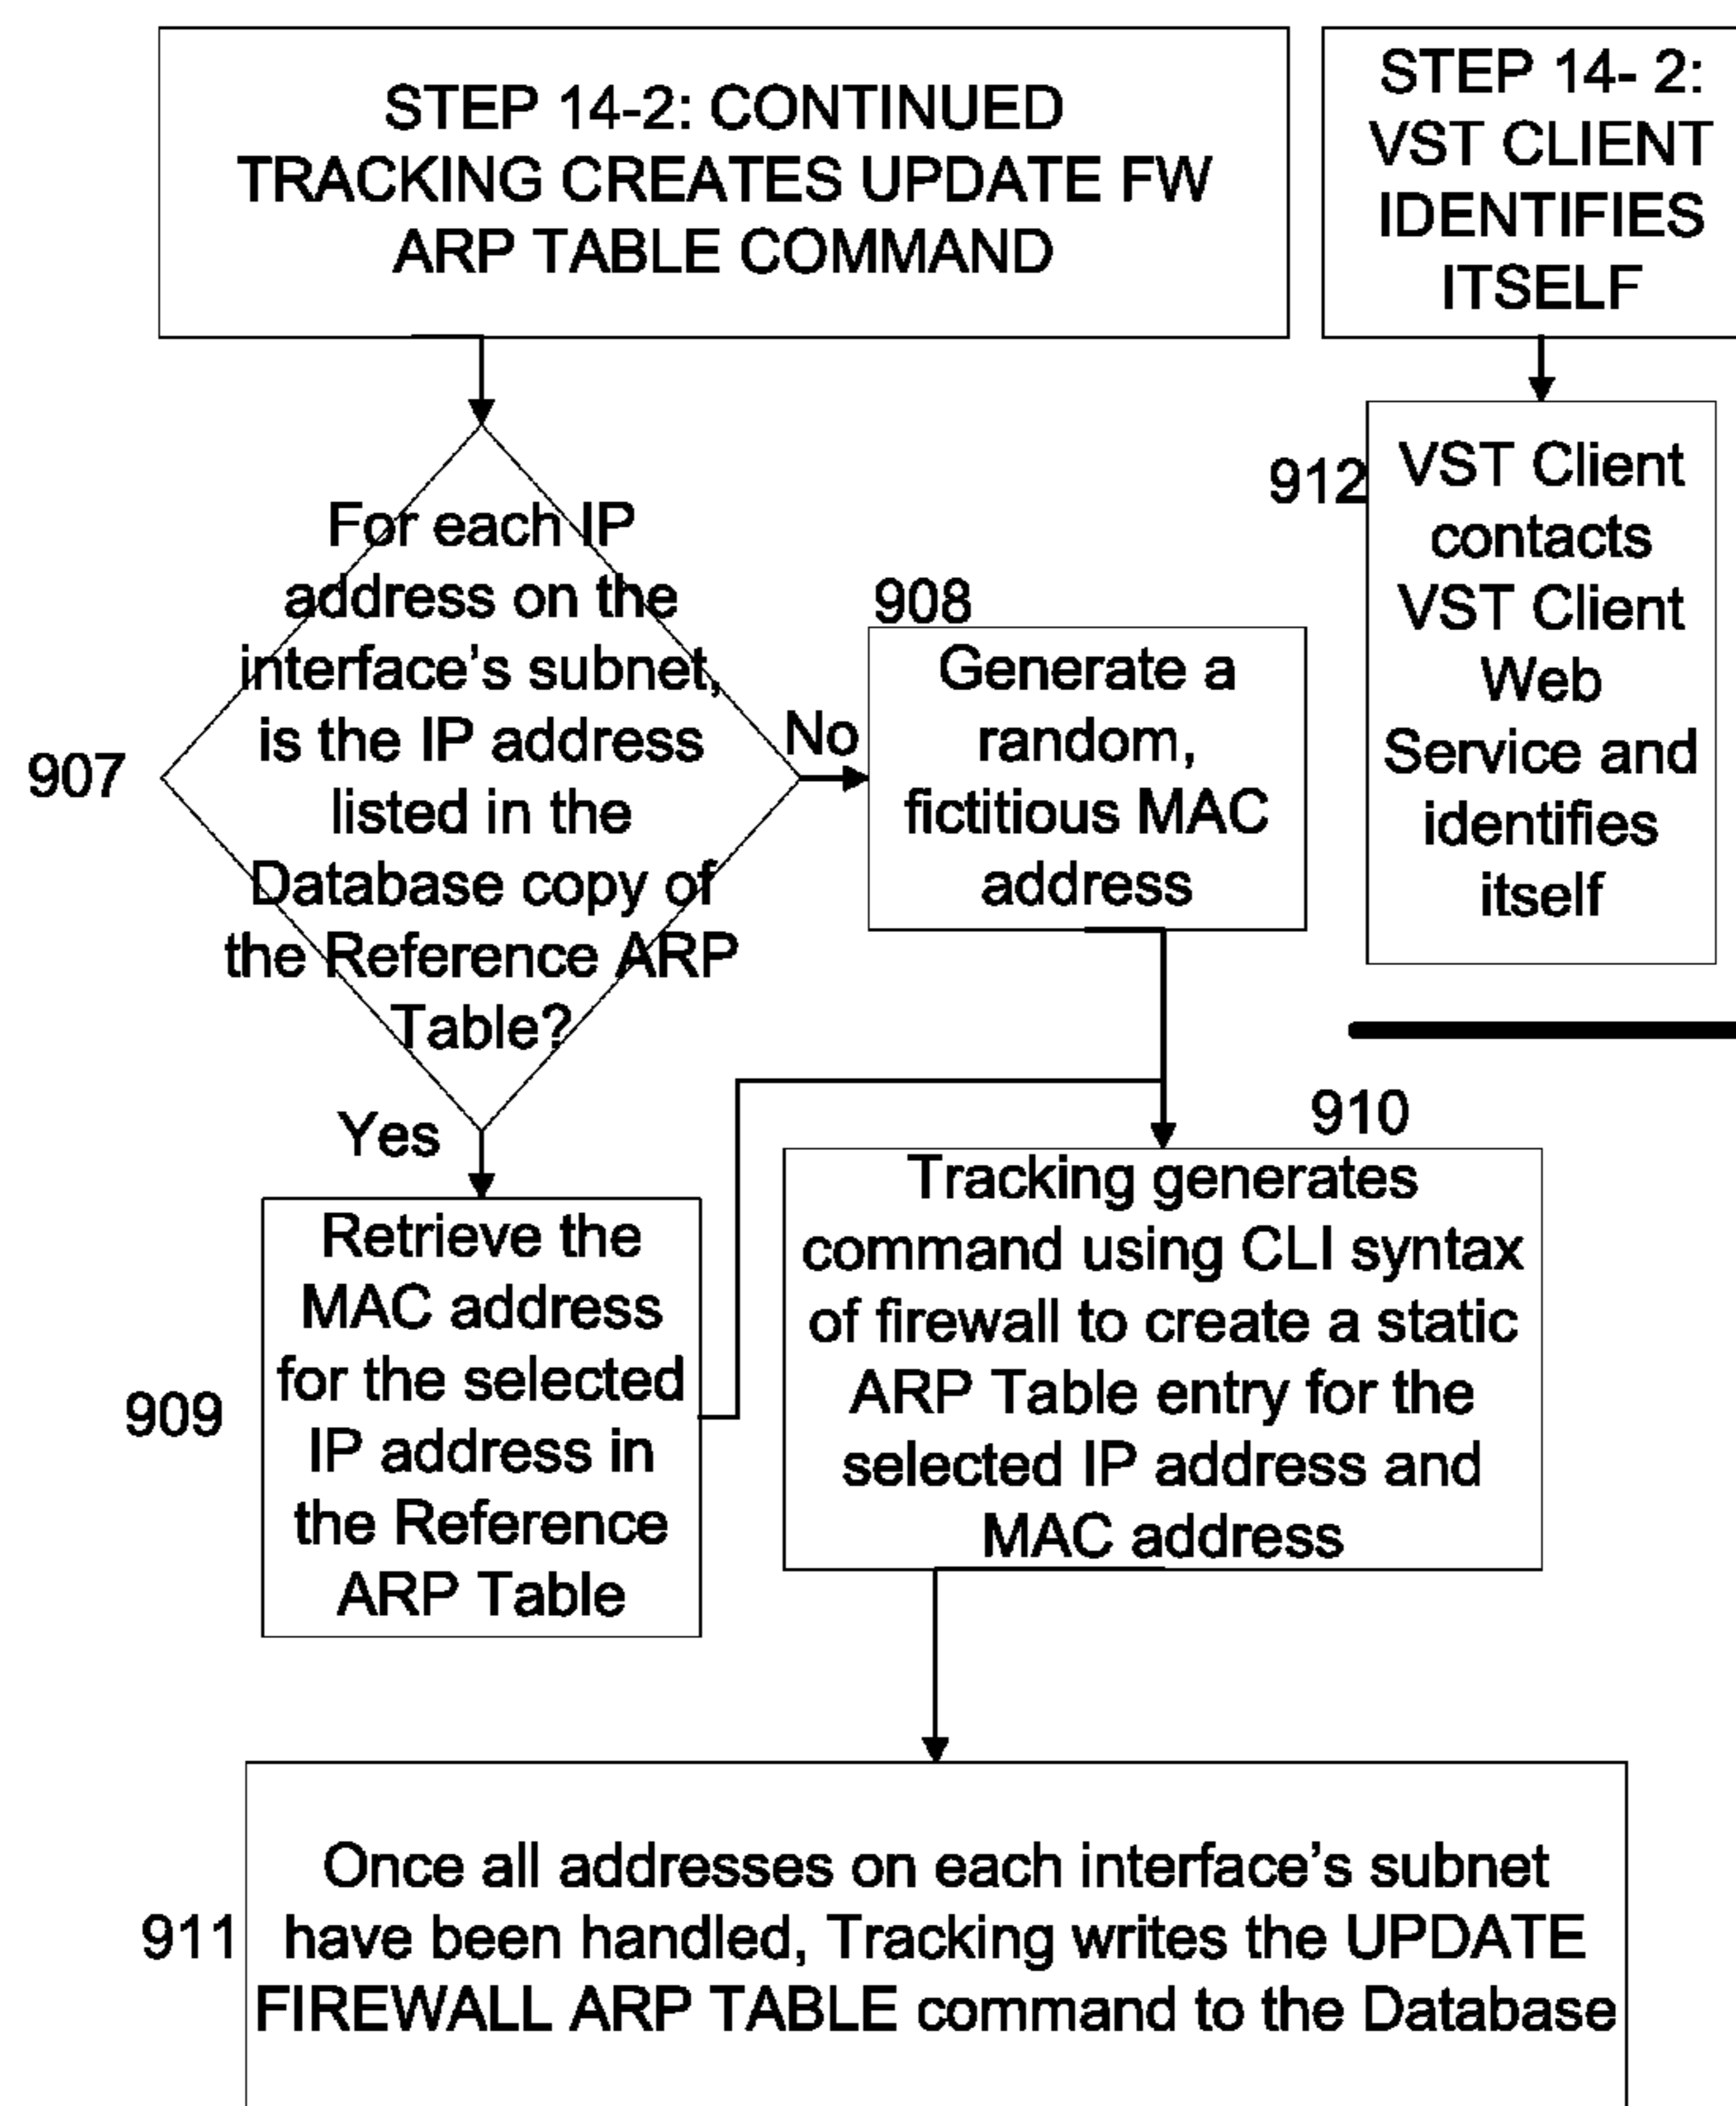 STEP 14-2: CONTINUED
TRACKING CREATES UPDATE FW
ARP TABLE COMMAND
STEP 14- 2:
VST CLIENT
IDENTIFIES
ITSELF
907
For each IP
address on the
interface's subnet,
is the IP address
listed in the
Database copy of
the Reference ARP
Table?
No
Yes
908
Generate a
random,
fictitious MAC
address
912
VST Client
contacts
VST Client
Web
Service and
identifies
itself
909
Retrieve the
MAC address
for the selected
IP address in
the Reference
ARP Table
910
Tracking generates
command using CLI syntax
of firewall to create a static
ARP Table entry for the
selected IP address and
MAC address
911
Once all addresses on each interface's subnet
have been handled, Tracking writes the UPDATE
FIREWALL ARP TABLE command to the Database